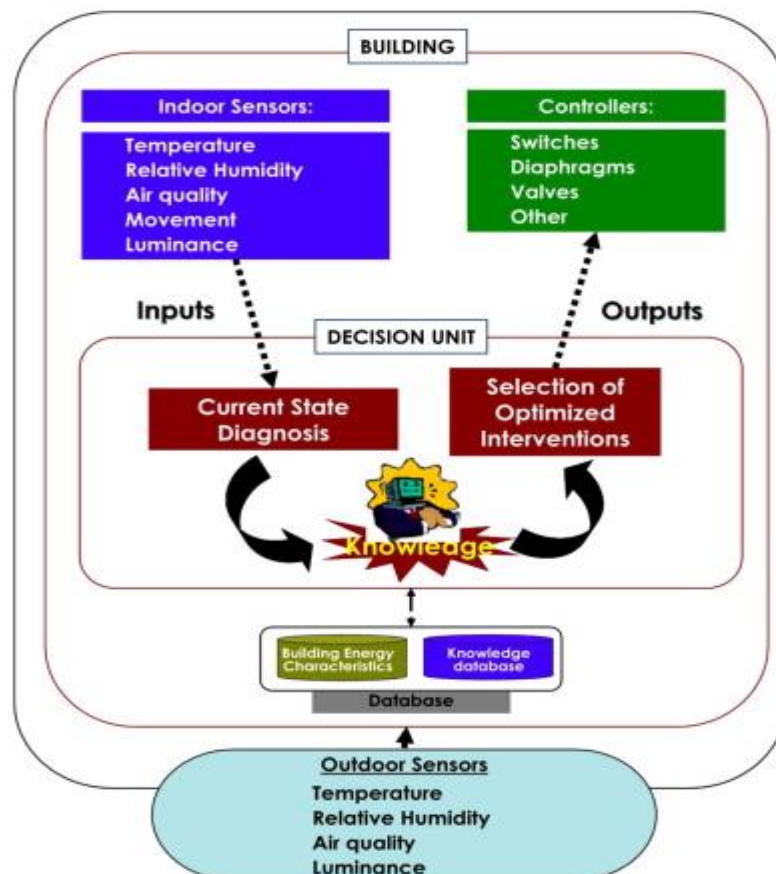 BUILDING
Indoor Sensors:
Temperature
Relative Humidity
Air quality
Movement
Luminance
Controllers:
Switches
Diaphragms
Valves
Other
Inputs
Outputs
DECISION UNIT
Current State
Diagnosis
Selection of
Optimized
Interventions
Knowledge
Building Energy
Characteristics
Knowledge
database
Database
Outdoor Sensors
Temperature
Relative Humidity
Air quality
Luminance